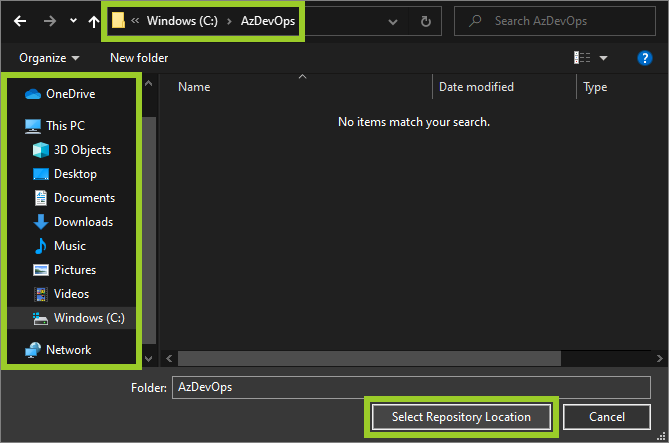 Windows (C:) › AzDevOps
Search AzDevOps
Organize
New folder
OneDrive
This PC
3D Objects
Desktop
Documents
Downloads
Music
Pictures
Videos
Windows (C:)
Network
Name
Date modified
Type
No items match your search.
Folder: AzDevOps
Select Repository Location
Cancel